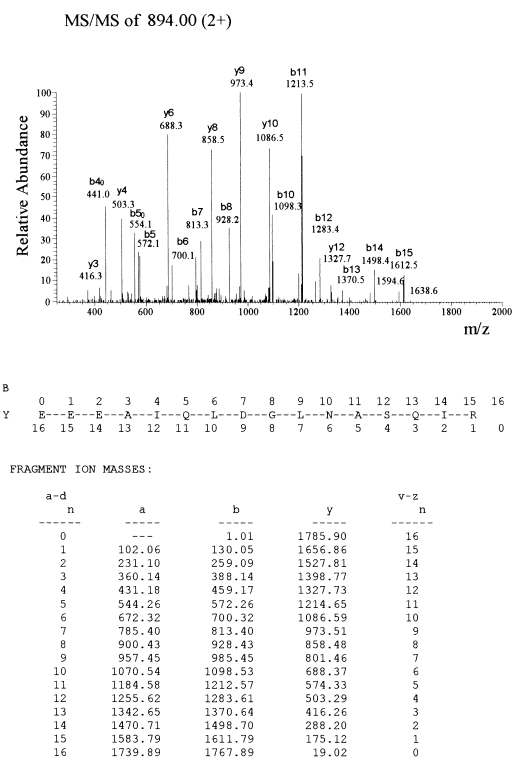 MS/MS of 894.00 (2+)
Relative Abundance
100
90
80
70
60
50
40
30
20
10
0
y3
416.3
b4₀
441.0
y4
503.3
b5₀
554.1
b5
572.1
y6
688.3
b6
700.1
b7
813.3
y8
858.5
b8
928.2
y9
973.4
y10
1086.5
b10
1098.3
b11
1213.5
b12
1283.4
y12
1327.7
b13
1370.5
b14
1498.4
1594.6
b15
1612.5
1638.6
400 600 800 1000 1200 1400 1600 1800 2000
m/z
B
0 1 2 3 4 5 6 7 8 9 10 11 12 13 14 15 16
Y E---E---E---A---I---Q---L---D---G---L---N---A---S---Q---I---R
16 15 14 13 12 11 10 9 8 7 6 5 4 3 2 1 0
FRAGMENT ION MASSES:
a-d v-z
n a b y n
------ ----- ----- ----- ------
0 --- 1.01 1785.90 16
1 102.06 130.05 1656.86 15
2 231.10 259.09 1527.81 14
3 360.14 388.14 1398.77 13
4 431.18 459.17 1327.73 12
5 544.26 572.26 1214.65 11
6 672.32 700.32 1086.59 10
7 785.40 813.40 973.51 9
8 900.43 928.43 858.48 8
9 957.45 985.45 801.46 7
10 1070.54 1098.53 688.37 6
11 1184.58 1212.57 574.33 5
12 1255.62 1283.61 503.29 4
13 1342.65 1370.64 416.26 3
14 1470.71 1498.70 288.20 2
15 1583.79 1611.79 175.12 1
16 1739.89 1767.89 19.02 0